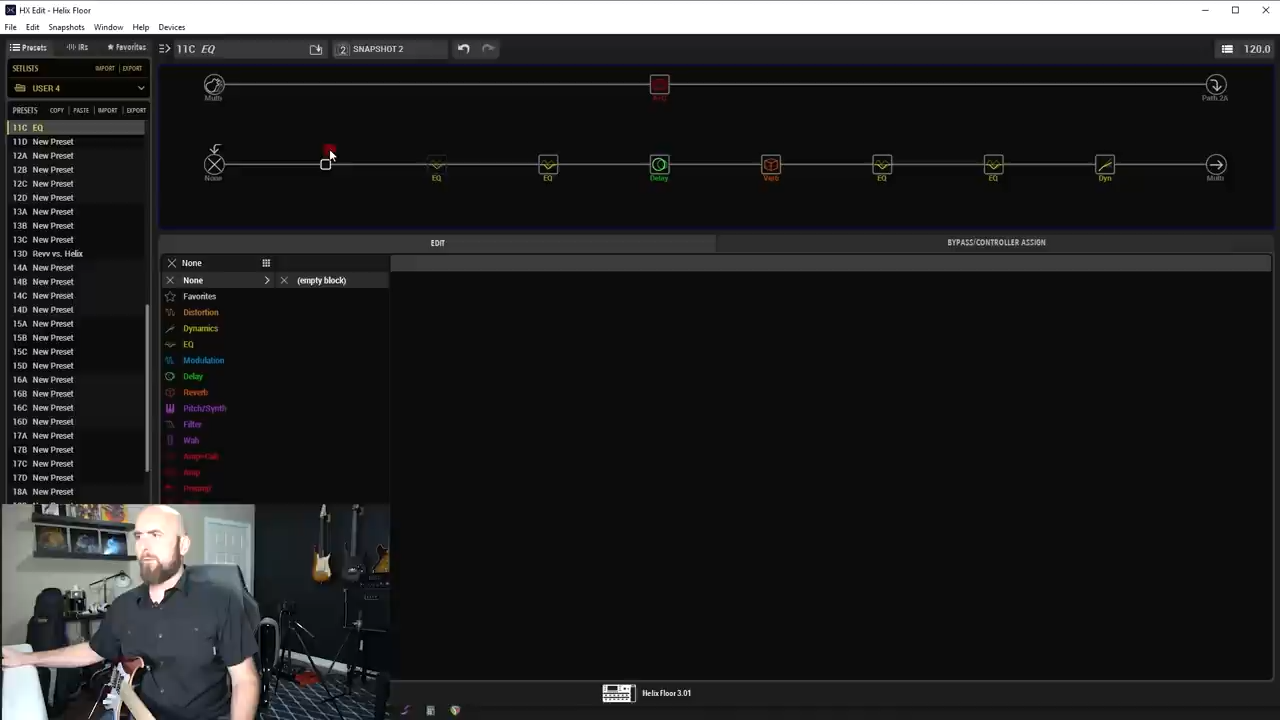 HX Edit - Helix Floor
File Edit Snapshots Window Help Devices
Presets IRs Favorites
11C EQ
2 SNAPSHOT 2
120.0
SETLISTS IMPORT EXPORT
USER 4
PRESETS COPY PASTE IMPORT EXPORT
11C EQ
11D New Preset
12A New Preset
12B New Preset
12C New Preset
12D New Preset
13A New Preset
13B New Preset
13C New Preset
13D Revv vs. Helix
14A New Preset
14B New Preset
14C New Preset
14D New Preset
15A New Preset
15B New Preset
15C New Preset
15D New Preset
16A New Preset
16B New Preset
16C New Preset
16D New Preset
17A New Preset
17B New Preset
17C New Preset
17D New Preset
18A New Preset
Multi A+C Path 2A
None EQ EQ Delay Verb EQ EQ Dyn Multi
EDIT BYPASS/CONTROLLER ASSIGN
None
None (empty block)
Favorites
Distortion
Dynamics
EQ
Modulation
Delay
Reverb
Pitch/Synth
Filter
Wah
Amp+Cab
Amp
Preamp
Helix Floor 3.01